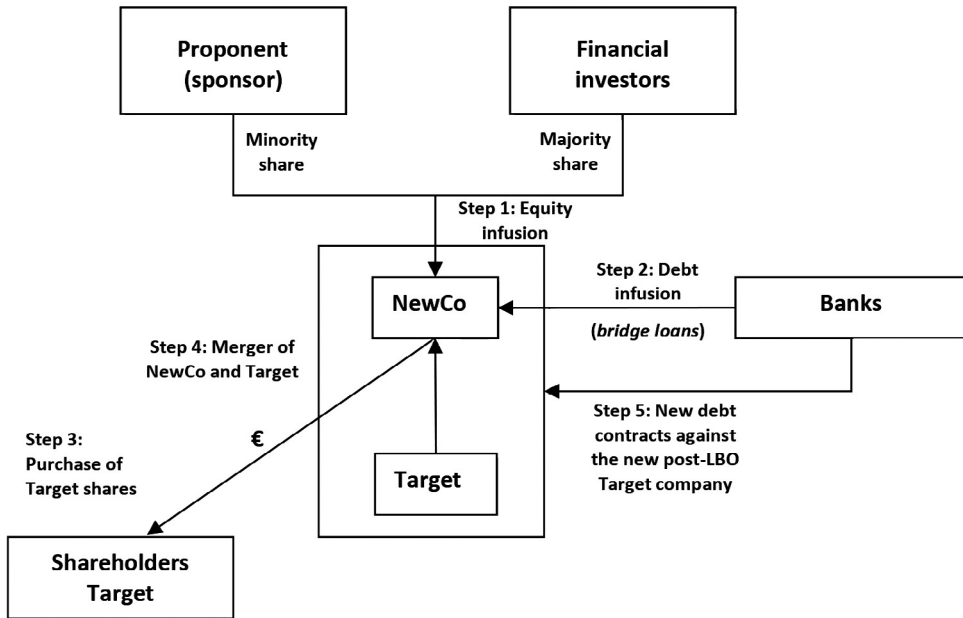 Proponent
(sponsor)
Financial
investors
Minority
share
Majority
share
Step 1: Equity
infusion
Step 2: Debt
infusion
(bridge loans)
NewCo
Banks
Step 4: Merger of
NewCo and Target
Step 3:
Purchase of
Target shares
€
Target
Step 5: New debt
contracts against
the new post-LBO
Target company
Shareholders
Target